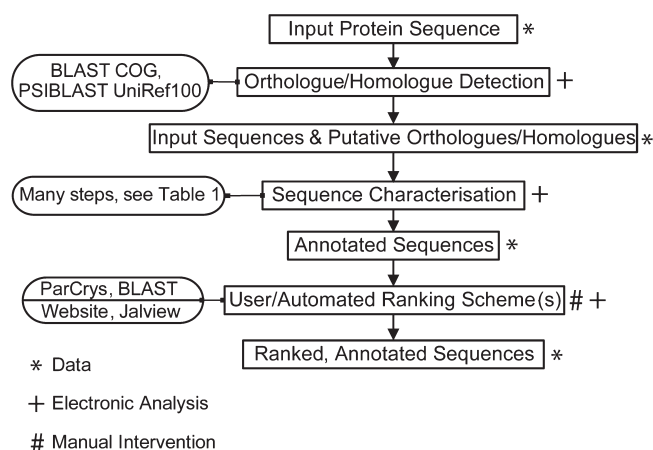 Input Protein Sequence *
BLAST COG,
PSIBLAST UniRef100
Orthologue/Homologue Detection +
Input Sequences & Putative Orthologues/Homologues *
Many steps, see Table 1
Sequence Characterisation +
Annotated Sequences *
ParCrys, BLAST
Website, Jalview
User/Automated Ranking Scheme(s) # +
Ranked, Annotated Sequences *
* Data
+ Electronic Analysis
# Manual Intervention